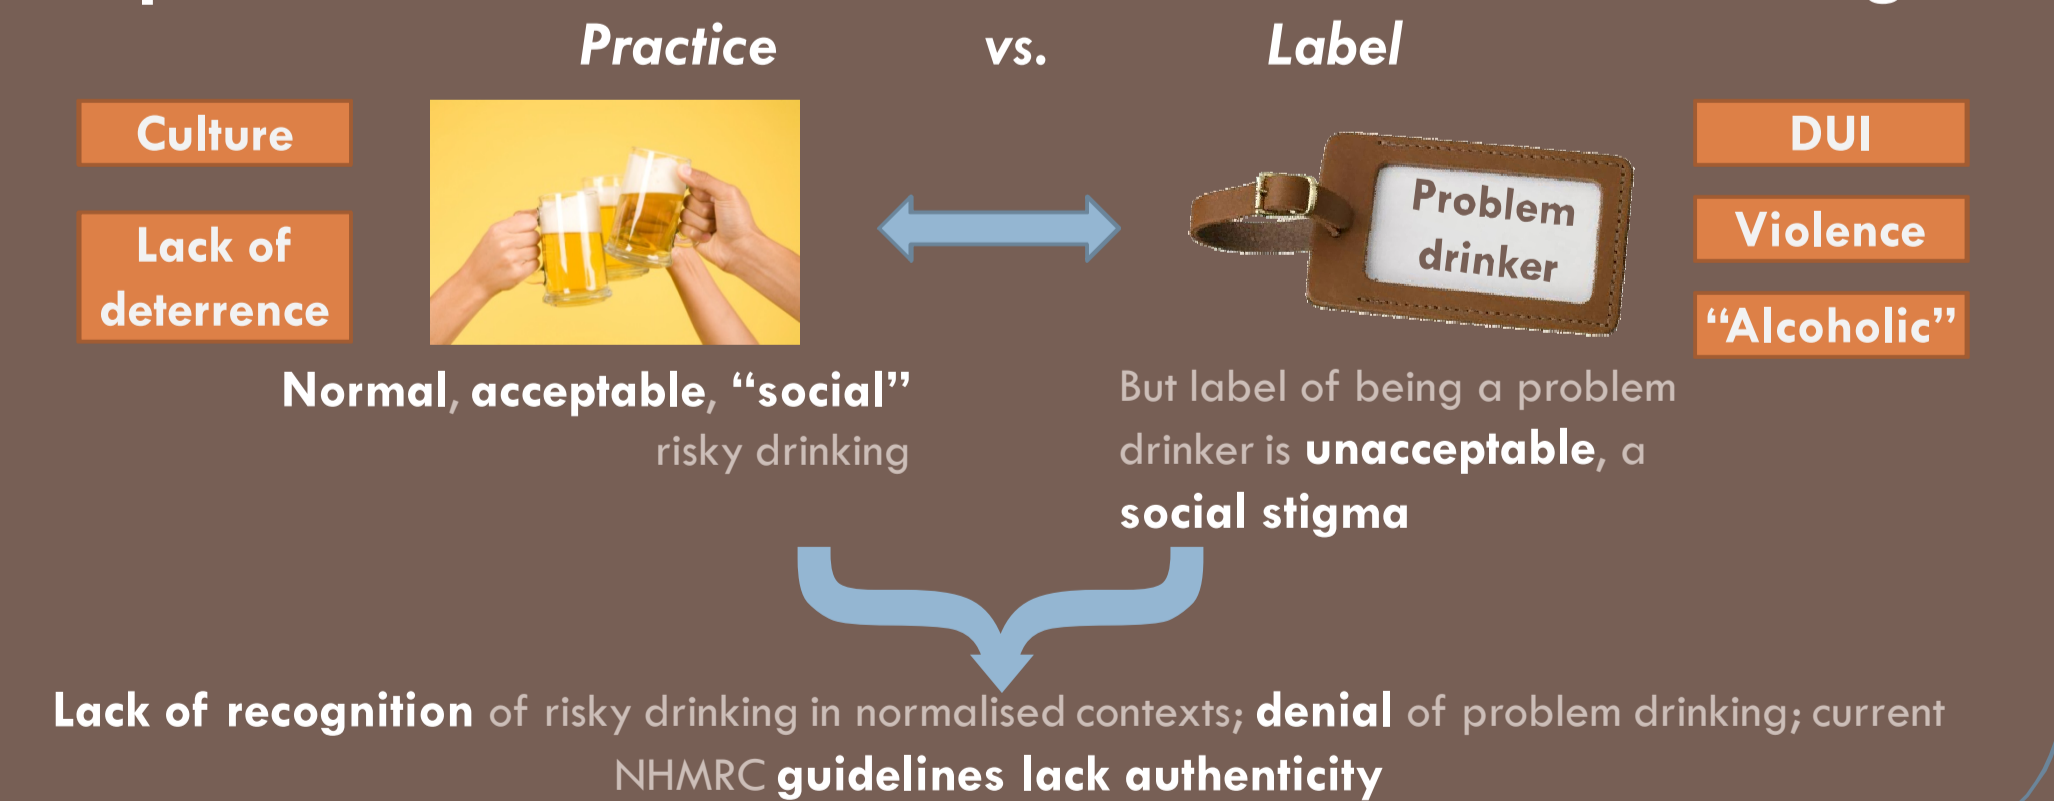 Practice vs. Label
Culture
Lack of
deterrence
Problem
drinker
DUI
Violence
“Alcoholic”
Normal, acceptable, “social”
risky drinking
But label of being a problem
drinker is unacceptable, a
social stigma
Lack of recognition of risky drinking in normalised contexts; denial of problem drinking; current
NHMRC guidelines lack authenticity